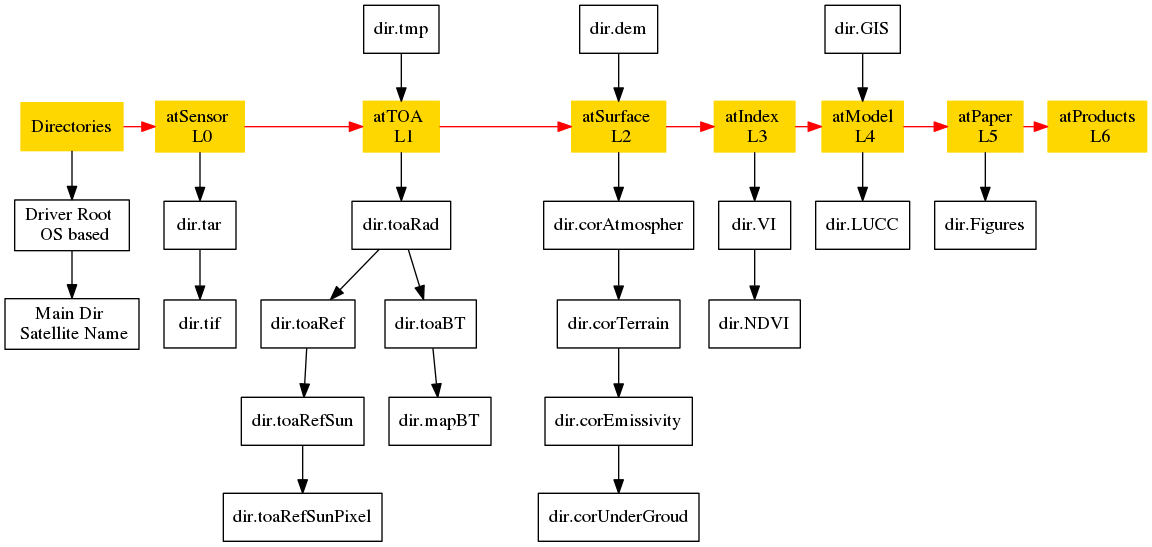 dir.tmp
dir.dem
dir.GIS
Directories
atSensor
L0
atTOA
L1
atSurface
L2
atIndex
L3
atModel
L4
atPaper
L5
atProducts
L6
Driver Root
OS based
dir.tar
dir.toaRad
dir.corAtmospher
dir.VI
dir.LUCC
dir.Figures
Main Dir
Satellite Name
dir.tif
dir.toaRef
dir.toaBT
dir.corTerrain
dir.NDVI
dir.toaRefSun
dir.mapBT
dir.corEmissivity
dir.toaRefSunPixel
dir.corUnderGroud